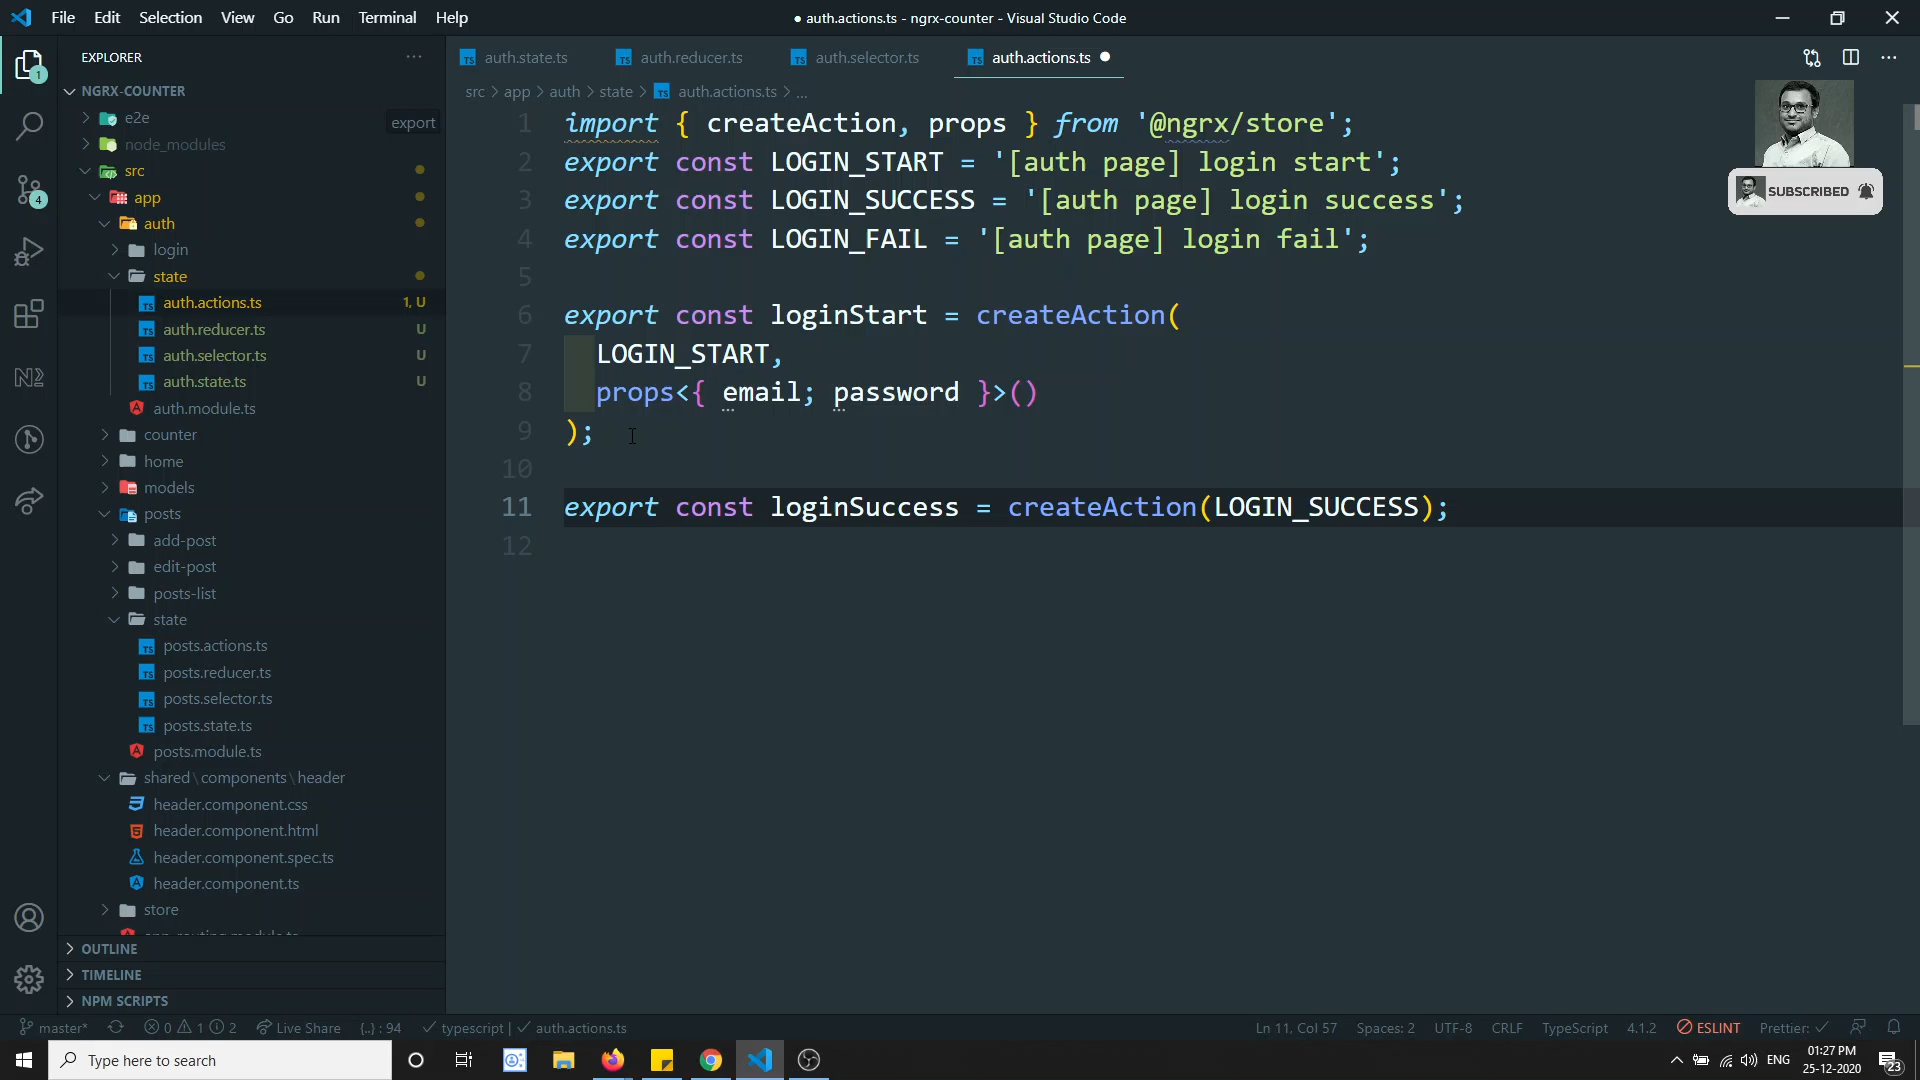 File Edit Selection View Go Run Terminal Help
● auth.actions.ts - ngrx-counter - Visual Studio Code
EXPLORER
NGRX-COUNTER
e2e
export
node_modules
src
app
auth
login
state
auth.actions.ts 1, U
auth.reducer.ts U
auth.selector.ts U
auth.state.ts U
auth.module.ts
counter
home
models
posts
add-post
edit-post
posts-list
state
posts.actions.ts
posts.reducer.ts
posts.selector.ts
posts.state.ts
posts.module.ts
shared \ components \ header
header.component.css
header.component.html
header.component.spec.ts
header.component.ts
store
OUTLINE
TIMELINE
NPM SCRIPTS
1
4
auth.state.ts auth.reducer.ts auth.selector.ts auth.actions.ts ●
src > app > auth > state > auth.actions.ts > ...
1 import { createAction, props } from '@ngrx/store';
2 export const LOGIN_START = '[auth page] login start';
3 export const LOGIN_SUCCESS = '[auth page] login success';
4 export const LOGIN_FAIL = '[auth page] login fail';
5
6 export const loginStart = createAction(
7 LOGIN_START,
8 props<{ email; password }>()
9 );
10
11 export const loginSuccess = createAction(LOGIN_SUCCESS);
12
SUBSCRIBED
master* 0 1 2 Live Share {..} : 94 typescript | auth.actions.ts
Ln 11, Col 57 Spaces: 2 UTF-8 CRLF TypeScript 4.1.2 ESLINT Prettier:
Type here to search
ENG
01:27 PM
25-12-2020
23